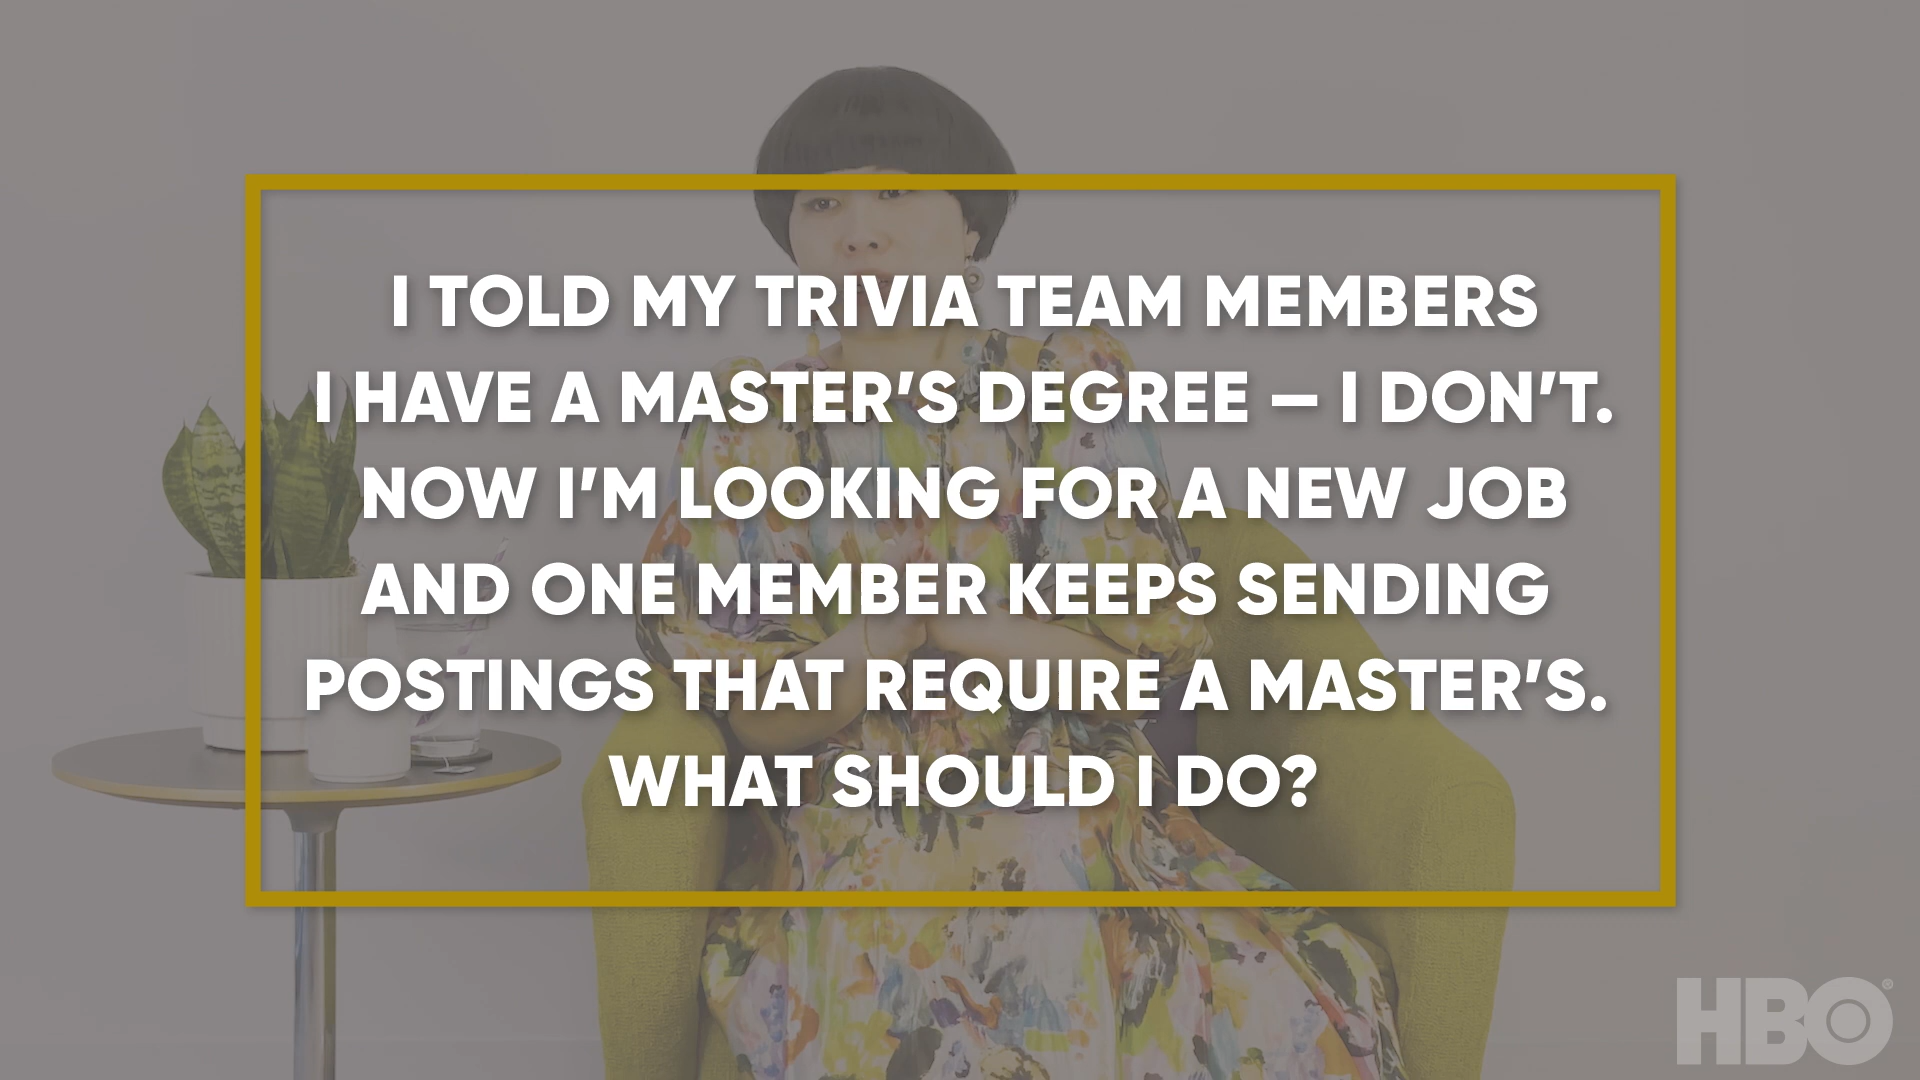 I TOLD MY TRIVIA TEAM MEMBERS
I HAVE A MASTER'S DEGREE – I DON'T.
NOW I'M LOOKING FOR A NEW JOB
AND ONE MEMBER KEEPS SENDING
POSTINGS THAT REQUIRE A MASTER'S.
WHAT SHOULD I DO?
HBO®